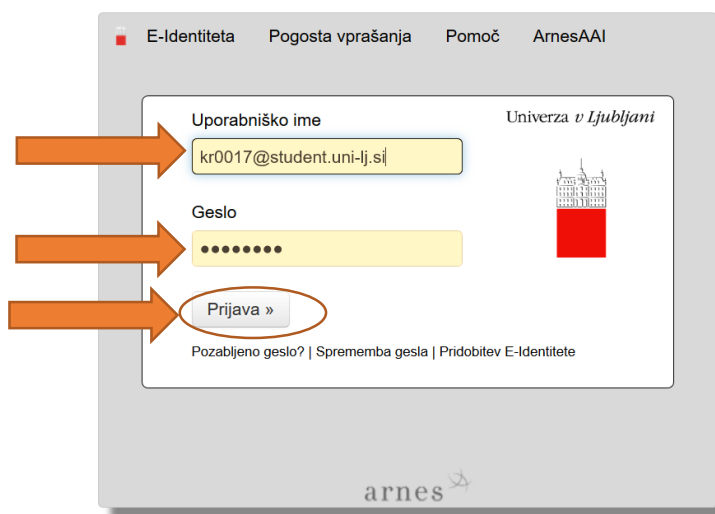 E-Identiteta Pogosta vprašanja Pomoč ArnesAAI
Univerza v Ljubljani
Uporabniško ime
kr0017@student.uni-lj.si
Geslo
●●●●●●●●
Prijava »
Pozabljeno geslo? | Sprememba gesla | Pridobitev E-Identitete
arnes